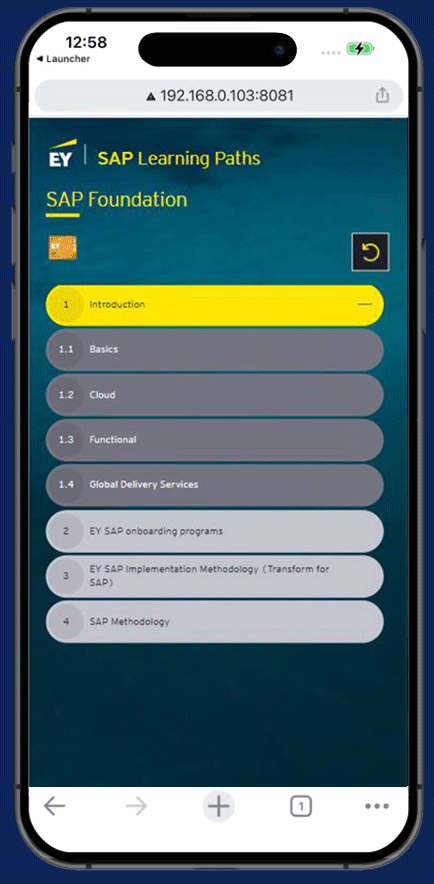 12:58
◀ Launcher
192.168.0.103:8081
EY | SAP Learning Paths
SAP Foundation
EY
1 Introduction
1.1 Basics
1.2 Cloud
1.3 Functional
1.4 Global Delivery Services
2 EY SAP onboarding programs
3 EY SAP Implementation Methodology (Transform for
SAP)
4 SAP Methodology
1